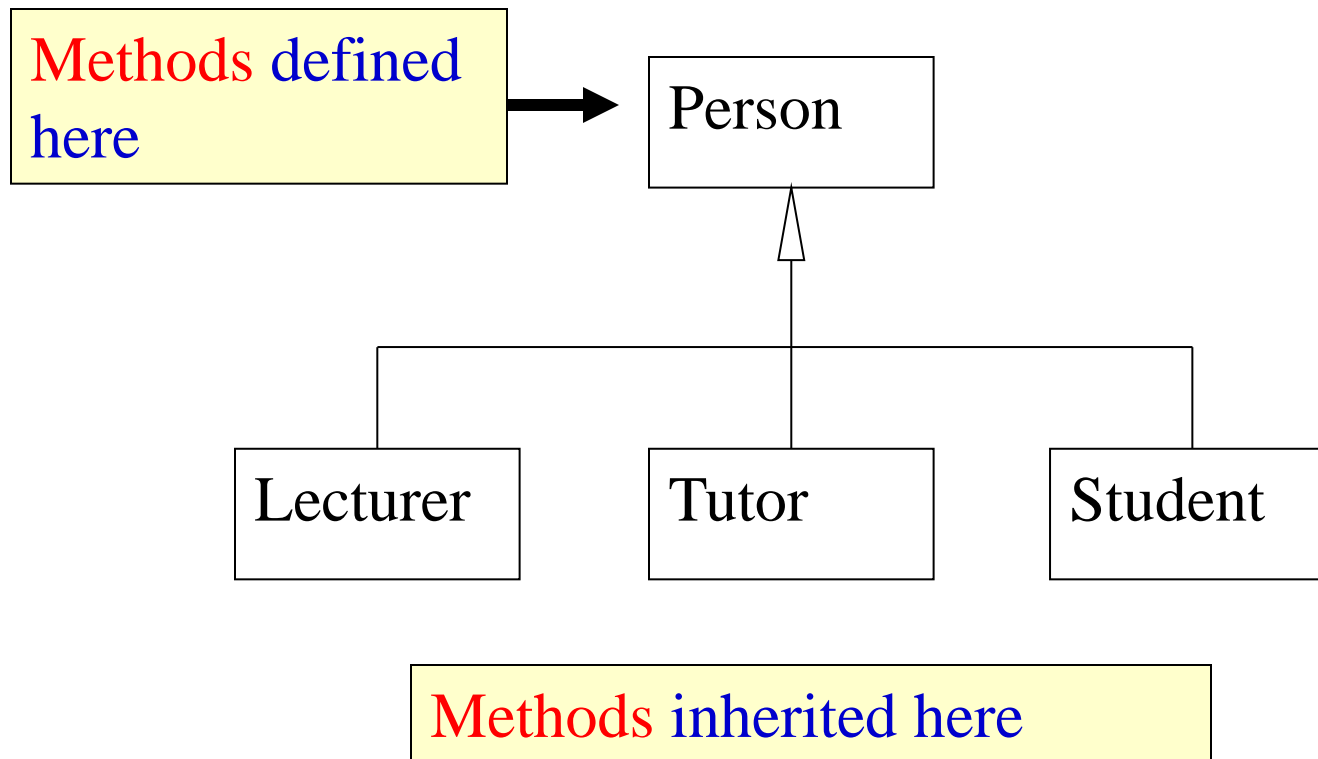 Methods defined
here
Person
Lecturer
Tutor
Student
Methods inherited here